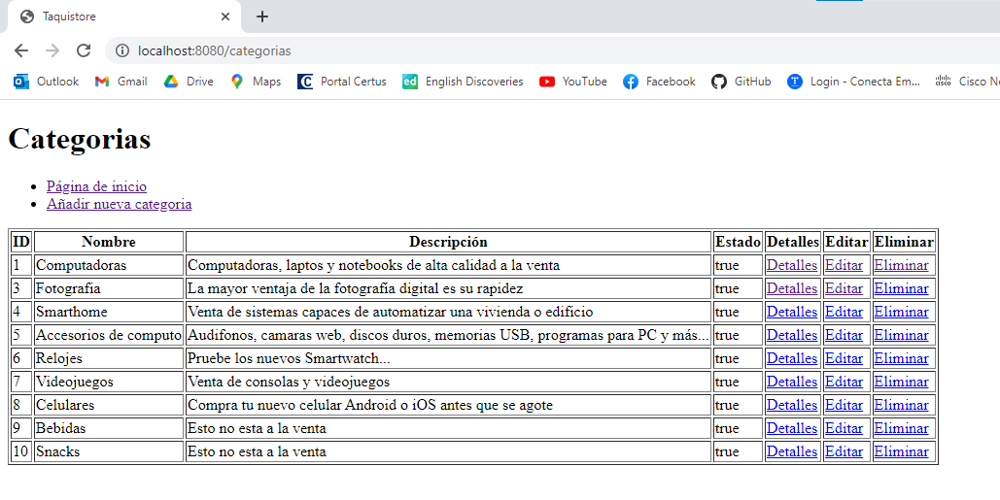 Taquistore
localhost:8080/categorias
Outlook Gmail Drive Maps Portal Certus English Discoveries YouTube Facebook GitHub Login - Conecta Em... Cisco Ne
Categorias
Página de inicio
Añadir nueva categoria
ID Nombre Descripción Estado Detalles Editar Eliminar
1 Computadoras Computadoras, laptos y notebooks de alta calidad a la venta true Detalles Editar Eliminar
3 Fotografía La mayor ventaja de la fotografía digital es su rapidez true Detalles Editar Eliminar
4 Smarthome Venta de sistemas capaces de automatizar una vivienda o edificio true Detalles Editar Eliminar
5 Accesorios de computo Audifonos, camaras web, discos duros, memorias USB, programas para PC y más... true Detalles Editar Eliminar
6 Relojes Pruebe los nuevos Smartwatch... true Detalles Editar Eliminar
7 Videojuegos Venta de consolas y videojuegos true Detalles Editar Eliminar
8 Celulares Compra tu nuevo celular Android o iOS antes que se agote true Detalles Editar Eliminar
9 Bebidas Esto no esta a la venta true Detalles Editar Eliminar
10 Snacks Esto no esta a la venta true Detalles Editar Eliminar